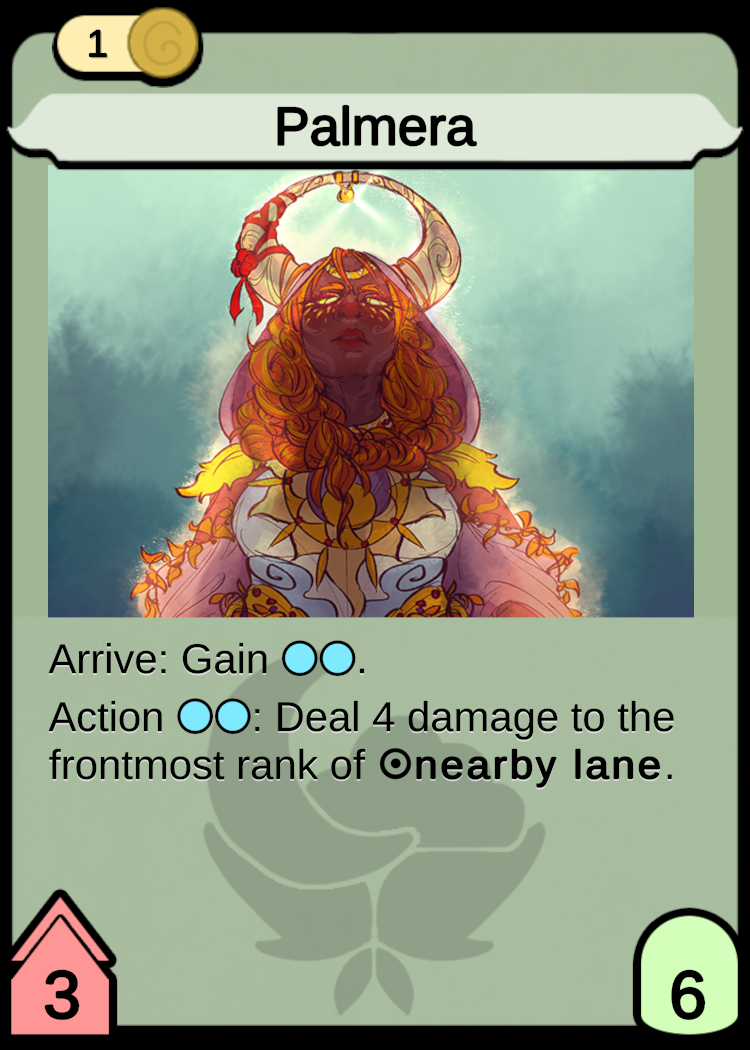 1
Palmera
Arrive: Gain 🔵🔵.
Action 🔵🔵: Deal 4 damage to the
frontmost rank of ⊙nearby lane.
3
6